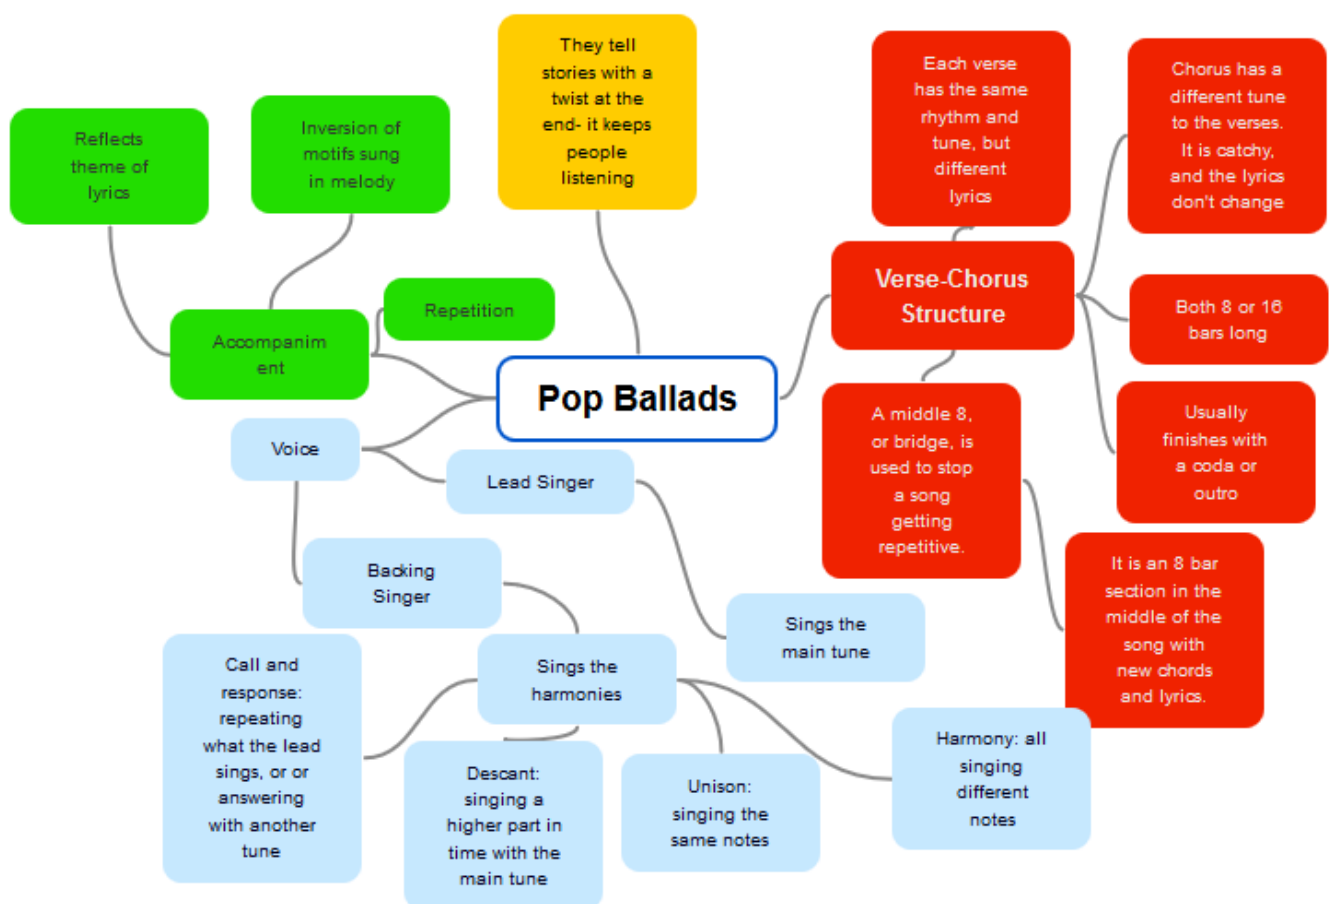 They tell
stories with a
twist at the
end- it keeps
people
listening
Each verse
has the same
rhythm and
tune, but
different
lyrics
Chorus has a
different tune
to the verses.
It is catchy,
and the lyrics
don't change
Reflects
theme of
lyrics
Inversion of
motifs sung
in melody
Repetition
Accompanim
ent
Verse-Chorus
Structure
Both 8 or 16
bars long
Pop Ballads
A middle 8,
or bridge, is
used to stop
a song
getting
repetitive.
Usually
finishes with
a coda or
outro
Voice
Lead Singer
Backing
Singer
It is an 8 bar
section in the
middle of the
song with
new chords
and lyrics.
Sings the
main tune
Sings the
harmonies
Call and
response:
repeating
what the lead
sings, or or
answering
with another
tune
Descant:
singing a
higher part in
time with the
main tune
Unison:
singing the
same notes
Harmony: all
singing
different
notes